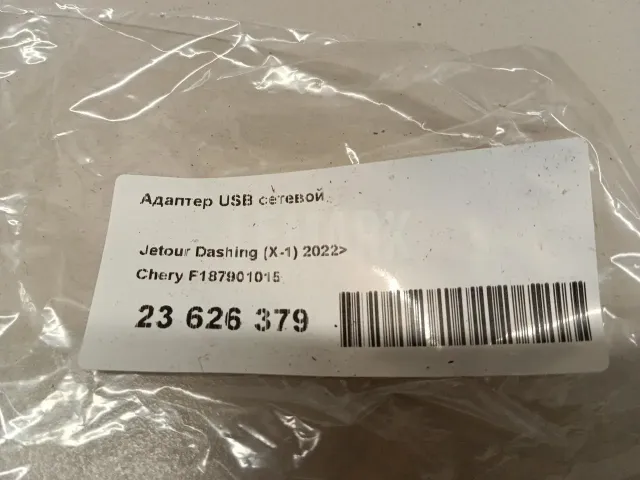 Адаптер USB сетевой
Jetour Dashing (X-1) 2022>
Chery F187901015
23 626 379